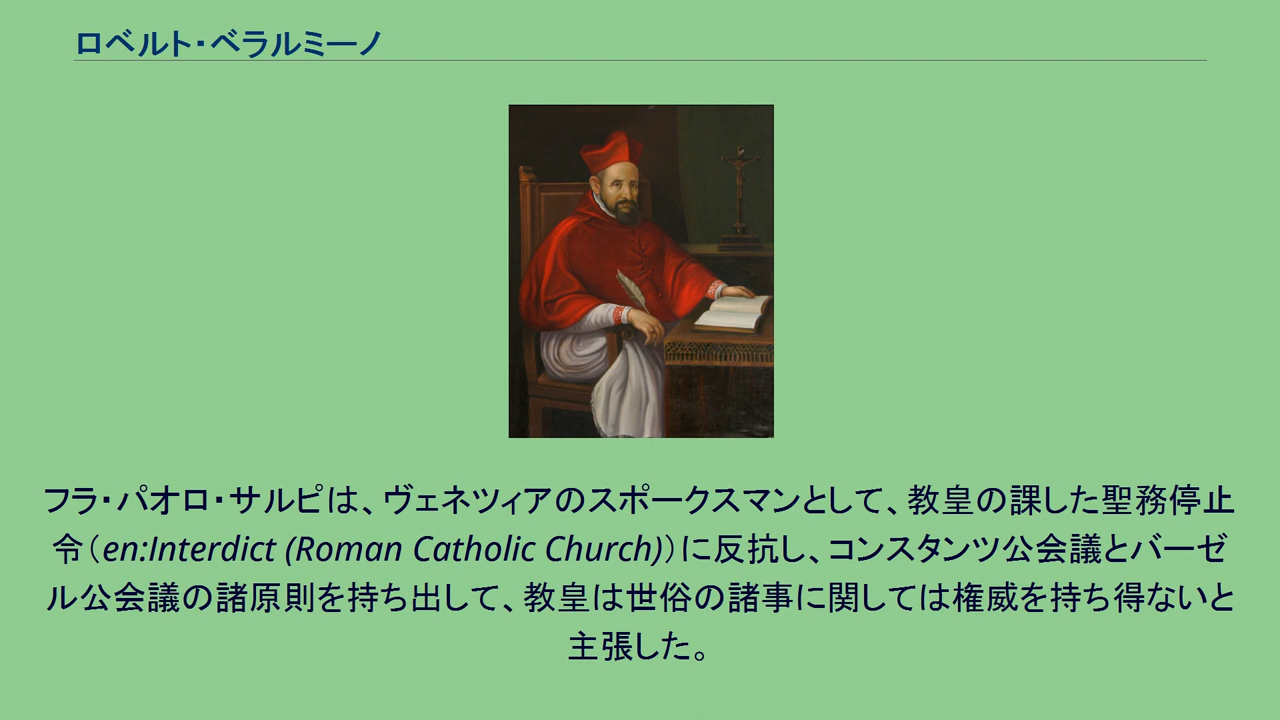 ロベルト・ベラルミーノ
フラ・パオロ・サルピは、ヴェネツィアのスポークスマンとして、教皇の課した聖務停止
令（en:Interdict (Roman Catholic Church)）に反抗し、コンスタンツ公会議とバーゼ
ル公会議の諸原則を持ち出して、教皇は世俗の諸事に関しては権威を持ち得ないと
主張した。